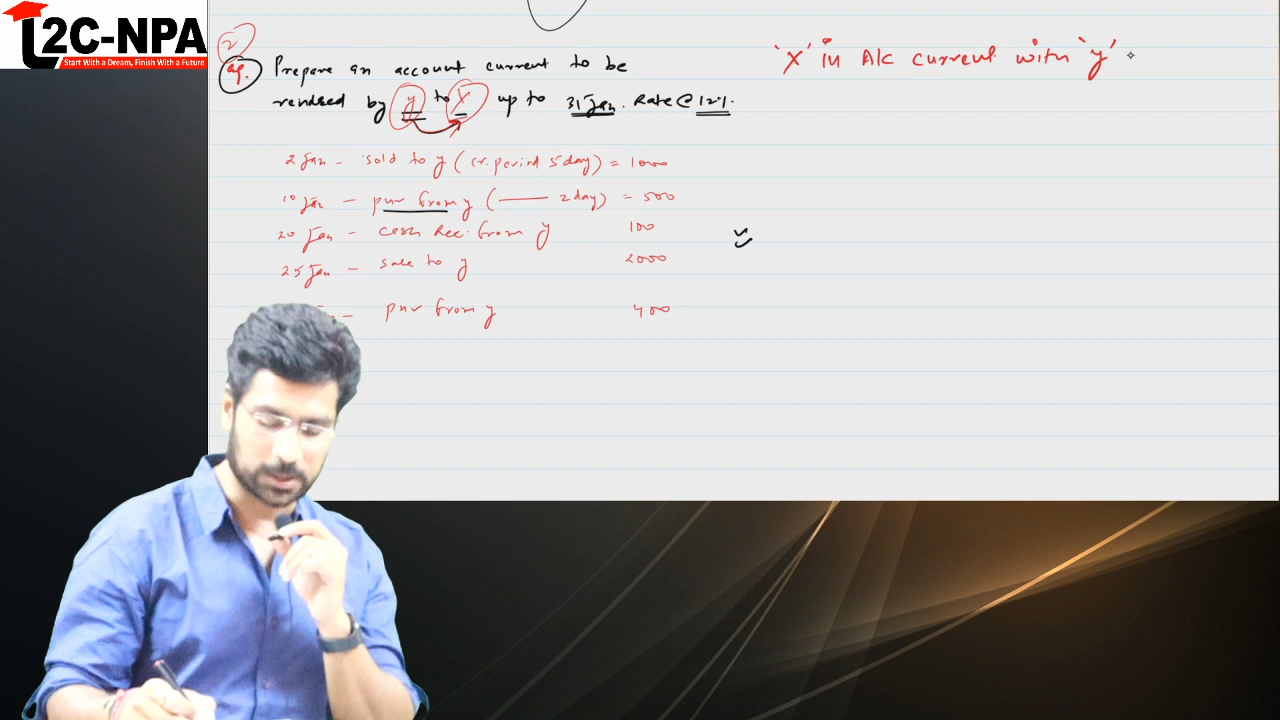 L2C-NPA
Start With a Dream, Finish With a Future
2
Prepare an account current to be
rendred by y to X up to 31 Jan. Rate @ 12%.
'X' in A/c current with 'y'
2 Jan - sold to y (cr. period 5 day) = 1000
10 Jan - pur from y ( —— 2 day) = 500
20 Jan - cash Rec. from y 100
25 Jan - sale to y 2000
- pur from y 400